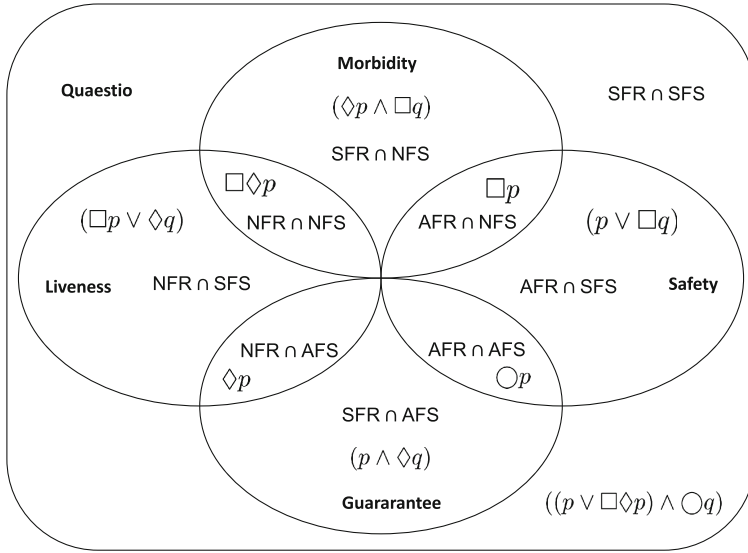 Morbidity
Quaestio
SFR ∩ SFS
(◇p ∧ □q)
SFR ∩ NFS
□◇p
□p
(□p ∨ ◇q)
NFR ∩ NFS
AFR ∩ NFS
(p ∨ □q)
Liveness
NFR ∩ SFS
AFR ∩ SFS
Safety
NFR ∩ AFS
AFR ∩ AFS
◇p
○p
SFR ∩ AFS
(p ∧ ◇q)
Guararantee
((p ∨ □◇p) ∧ ○q)